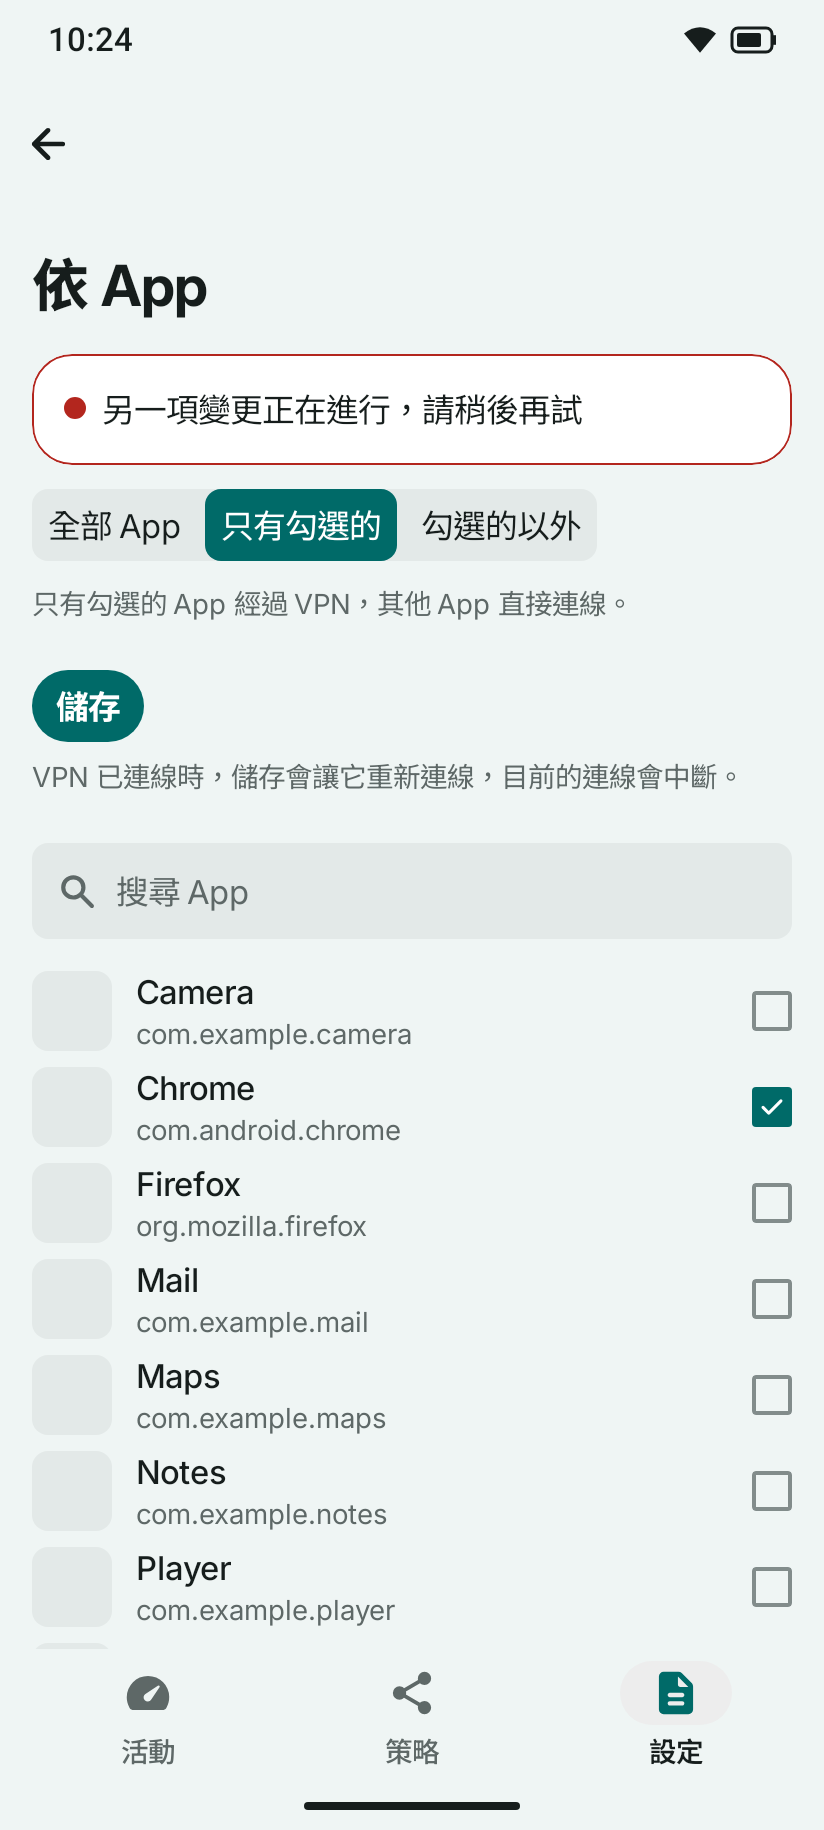 10:24
依 App
另一項變更正在進行，請稍後再試
全部 App
只有勾選的
勾選的以外
只有勾選的 App 經過 VPN，其他 App 直接連線。
儲存
VPN 已連線時，儲存會讓它重新連線，目前的連線會中斷。
搜尋 App
Camera
com.example.camera
Chrome
com.android.chrome
Firefox
org.mozilla.firefox
Mail
com.example.mail
Maps
com.example.maps
Notes
com.example.notes
Player
com.example.player
活動
策略
設定